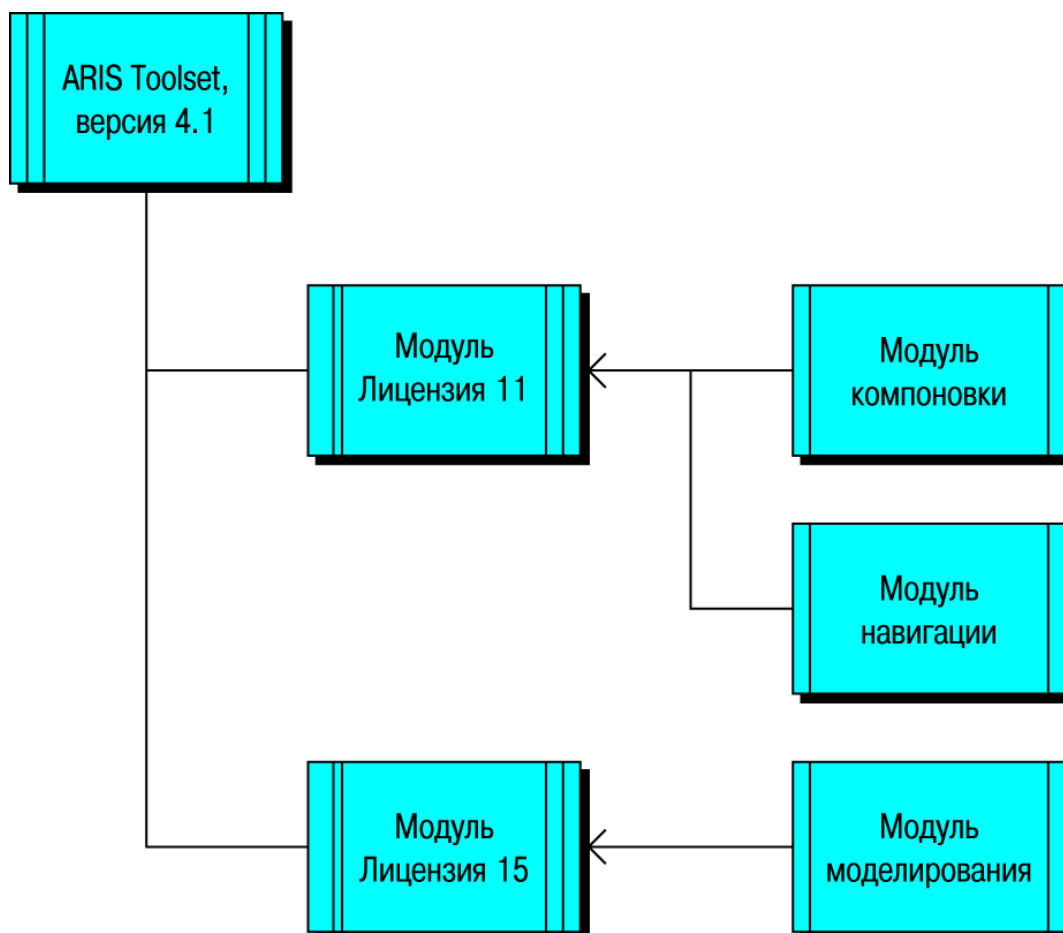 ARIS Toolset,
версия 4.1
Модуль
Лицензия 11
Модуль
компоновки
Модуль
навигации
Модуль
Лицензия 15
Модуль
моделирования